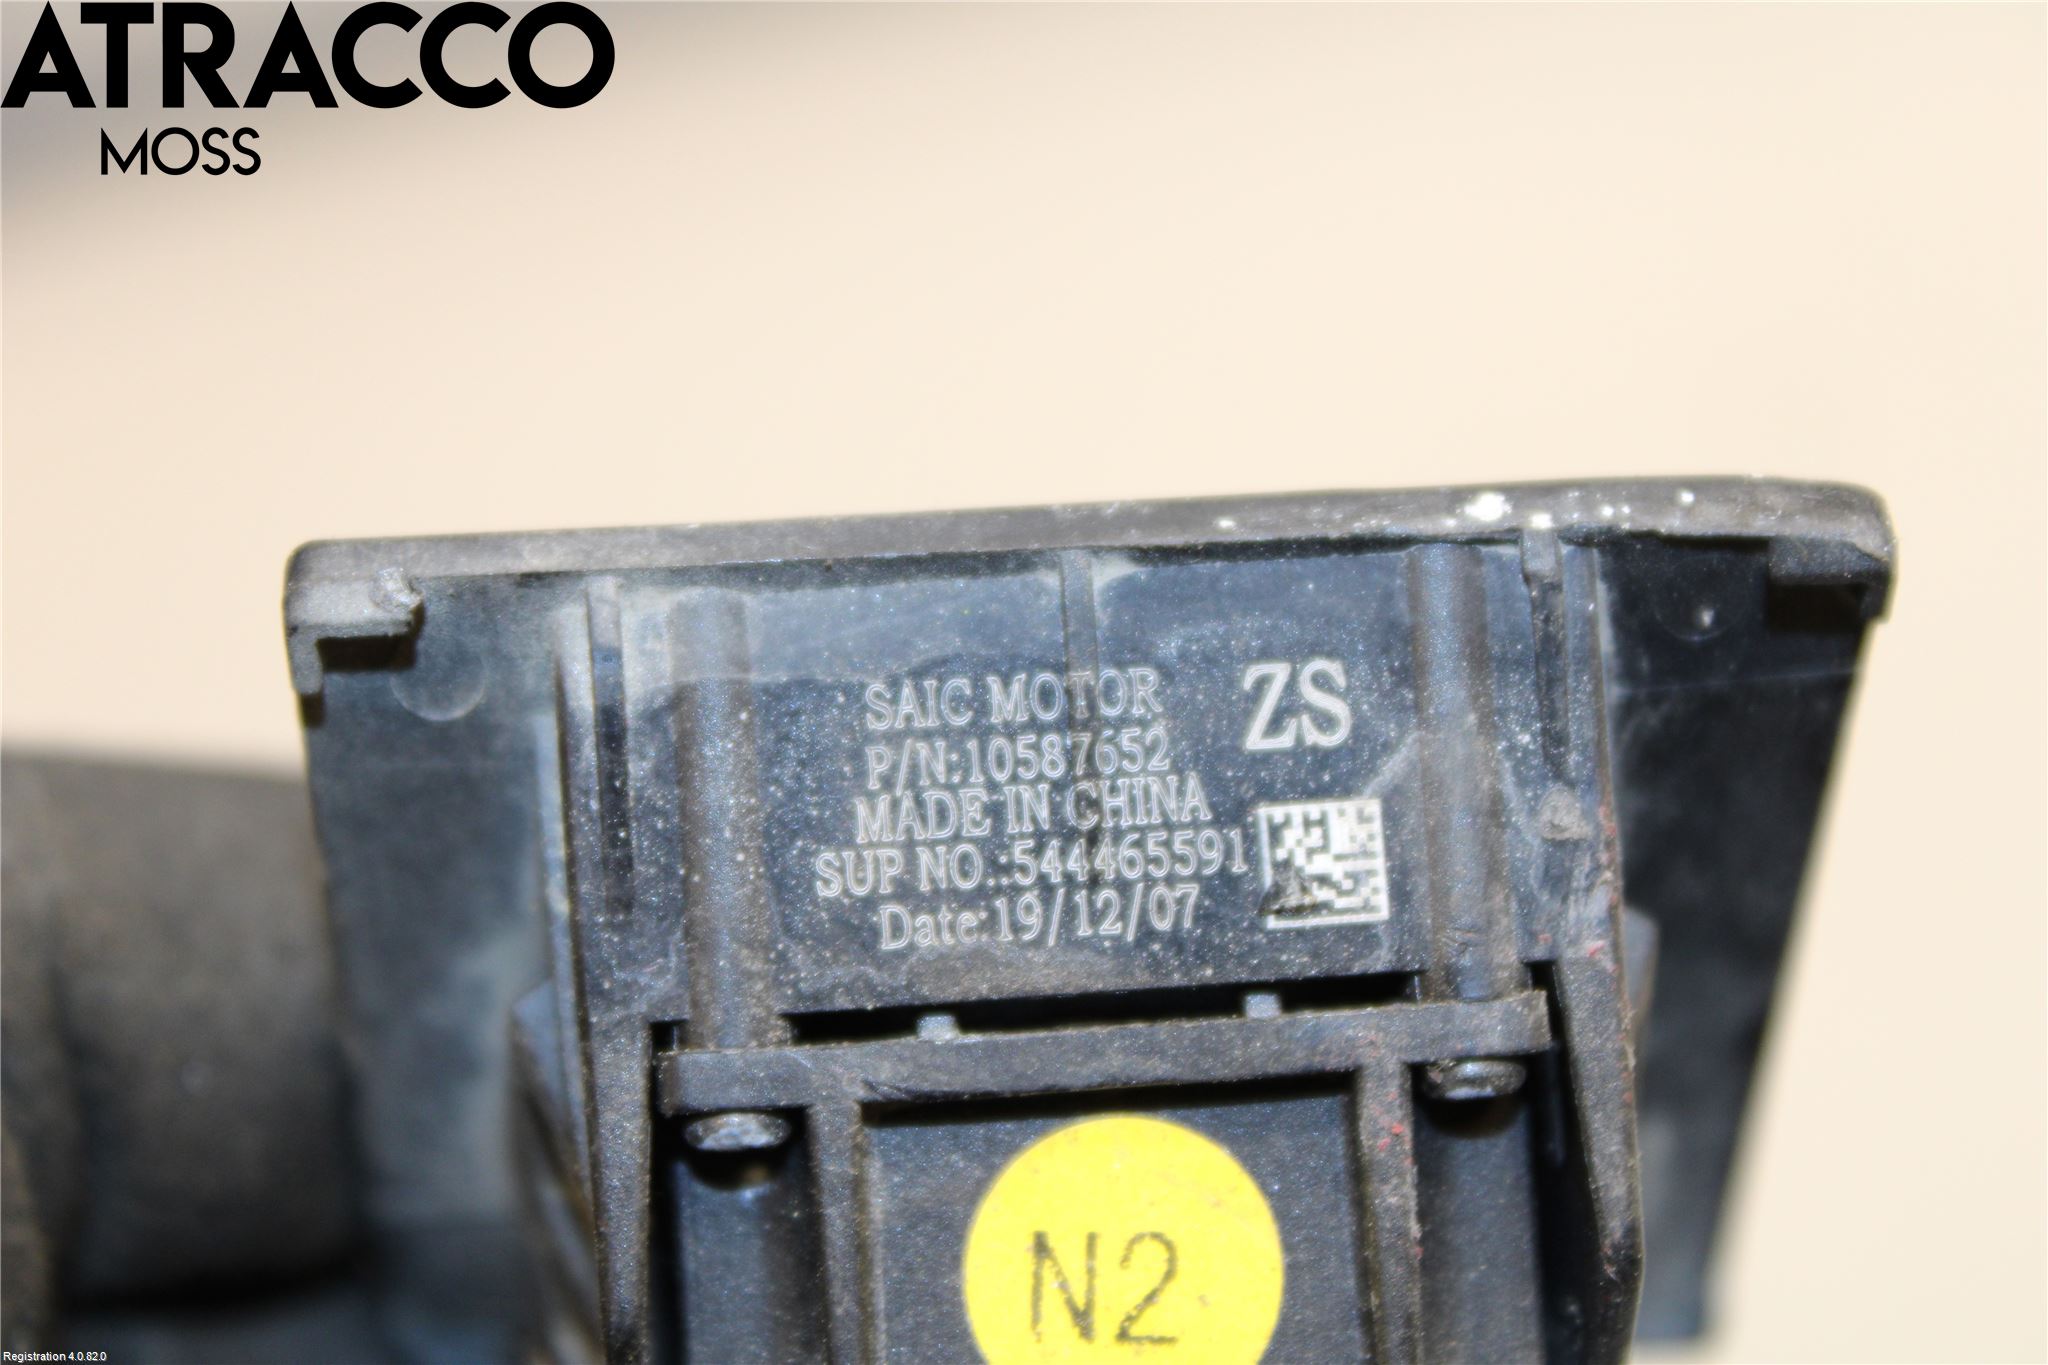 ATRACCO
MOSS
SAIC MOTOR
ZS
P/N:10587652
MADE IN CHINA
SUP NO.:544465591
Date:19/12/07
N2
Registration 4.0.82.0